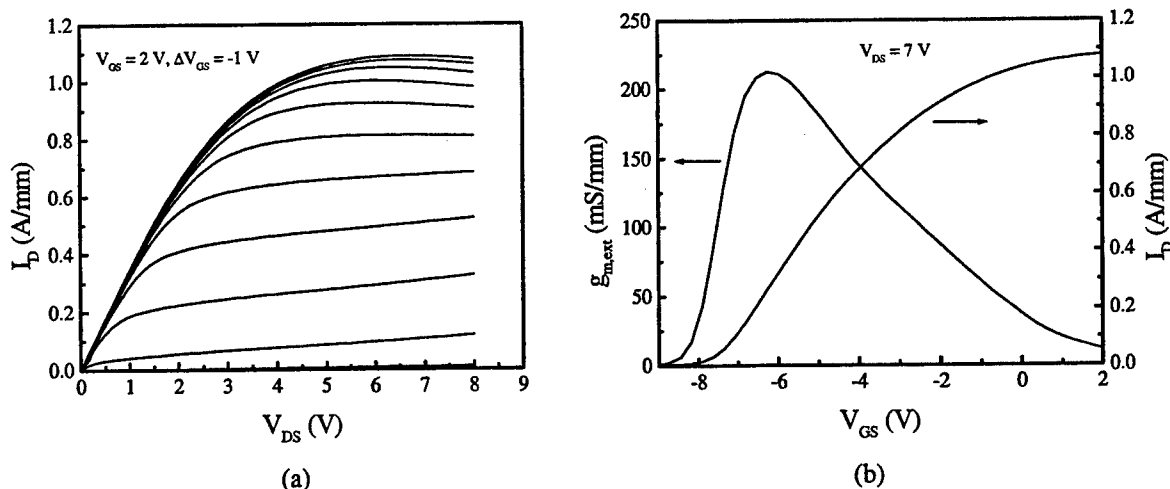 V_GS = 2 V, ΔV_GS = -1 V
1.2
1.0
0.8
0.6
0.4
0.2
0.0
I_D (A/mm)
0 1 2 3 4 5 6 7 8 9
V_DS (V)
(a)
V_DS = 7 V
250
200
150
100
50
0
g_m,ext (mS/mm)
1.2
1.0
0.8
0.6
0.4
0.2
0.0
I_D (A/mm)
-8 -6 -4 -2 0 2
V_GS (V)
(b)